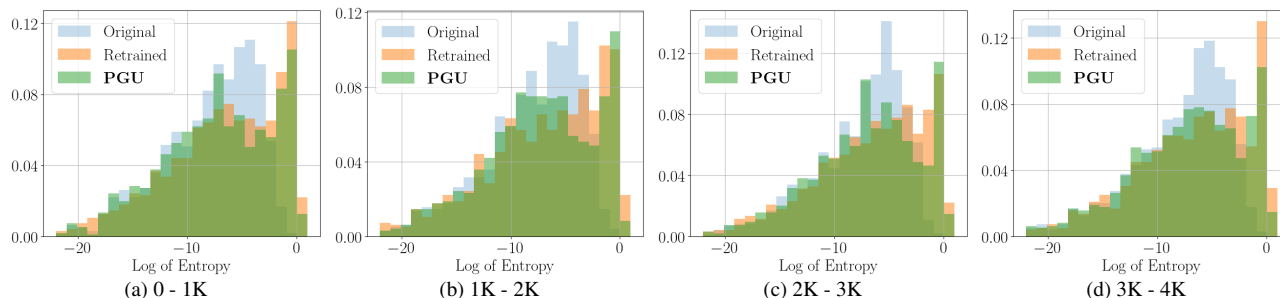 0.12
0.08
0.04
0.00
Original
Retrained
PGU
−20
−10
0
Log of Entropy
(a) 0 - 1K
0.12
0.08
0.04
0.00
Original
Retrained
PGU
−20
−10
0
Log of Entropy
(b) 1K - 2K
0.12
0.08
0.04
0.00
Original
Retrained
PGU
−20
−10
0
Log of Entropy
(c) 2K - 3K
0.12
0.08
0.04
0.00
Original
Retrained
PGU
−20
−10
0
Log of Entropy
(d) 3K - 4K